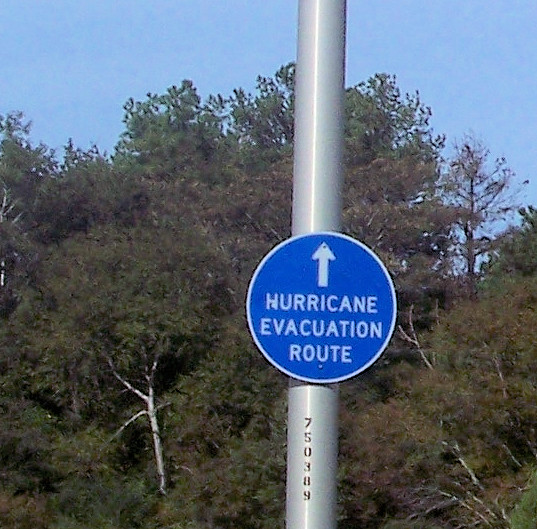 HURRICANE
EVACUATION
ROUTE
750389